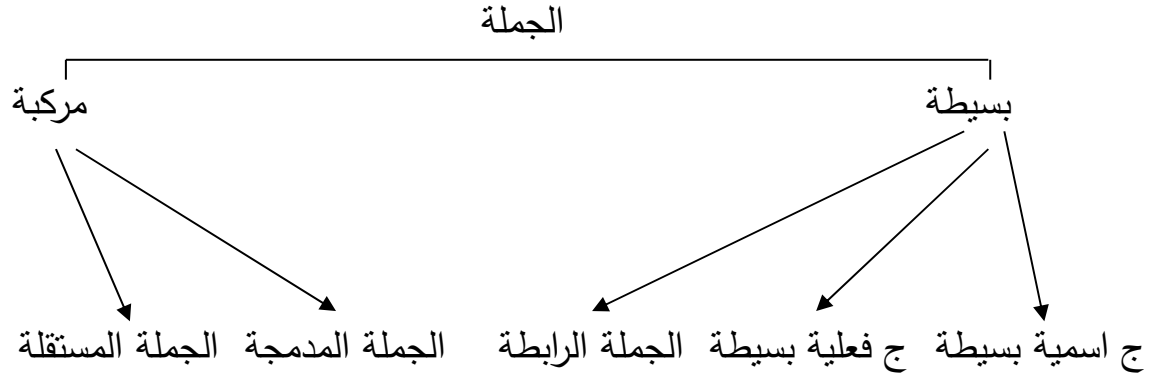 الجملة
بسيطة مركبة
ج اسمية بسيطة ج فعلية بسيطة الجملة الرابطة الجملة المدمجة الجملة المستقلة